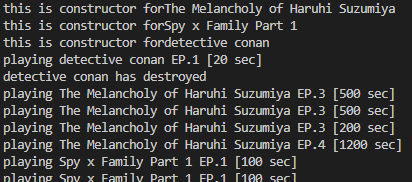 this is constructor forThe Melancholy of Haruhi Suzumiya
this is constructor forSpy x Family Part 1
this is constructor fordetective conan
playing detective conan EP.1 [20 sec]
detective conan has destroyed
playing The Melancholy of Haruhi Suzumiya EP.3 [500 sec]
playing The Melancholy of Haruhi Suzumiya EP.3 [500 sec]
playing The Melancholy of Haruhi Suzumiya EP.3 [200 sec]
playing The Melancholy of Haruhi Suzumiya EP.4 [1200 sec]
playing Spy x Family Part 1 EP.1 [100 sec]
playing Spy x Family Part 1 EP.1 [100 sec]